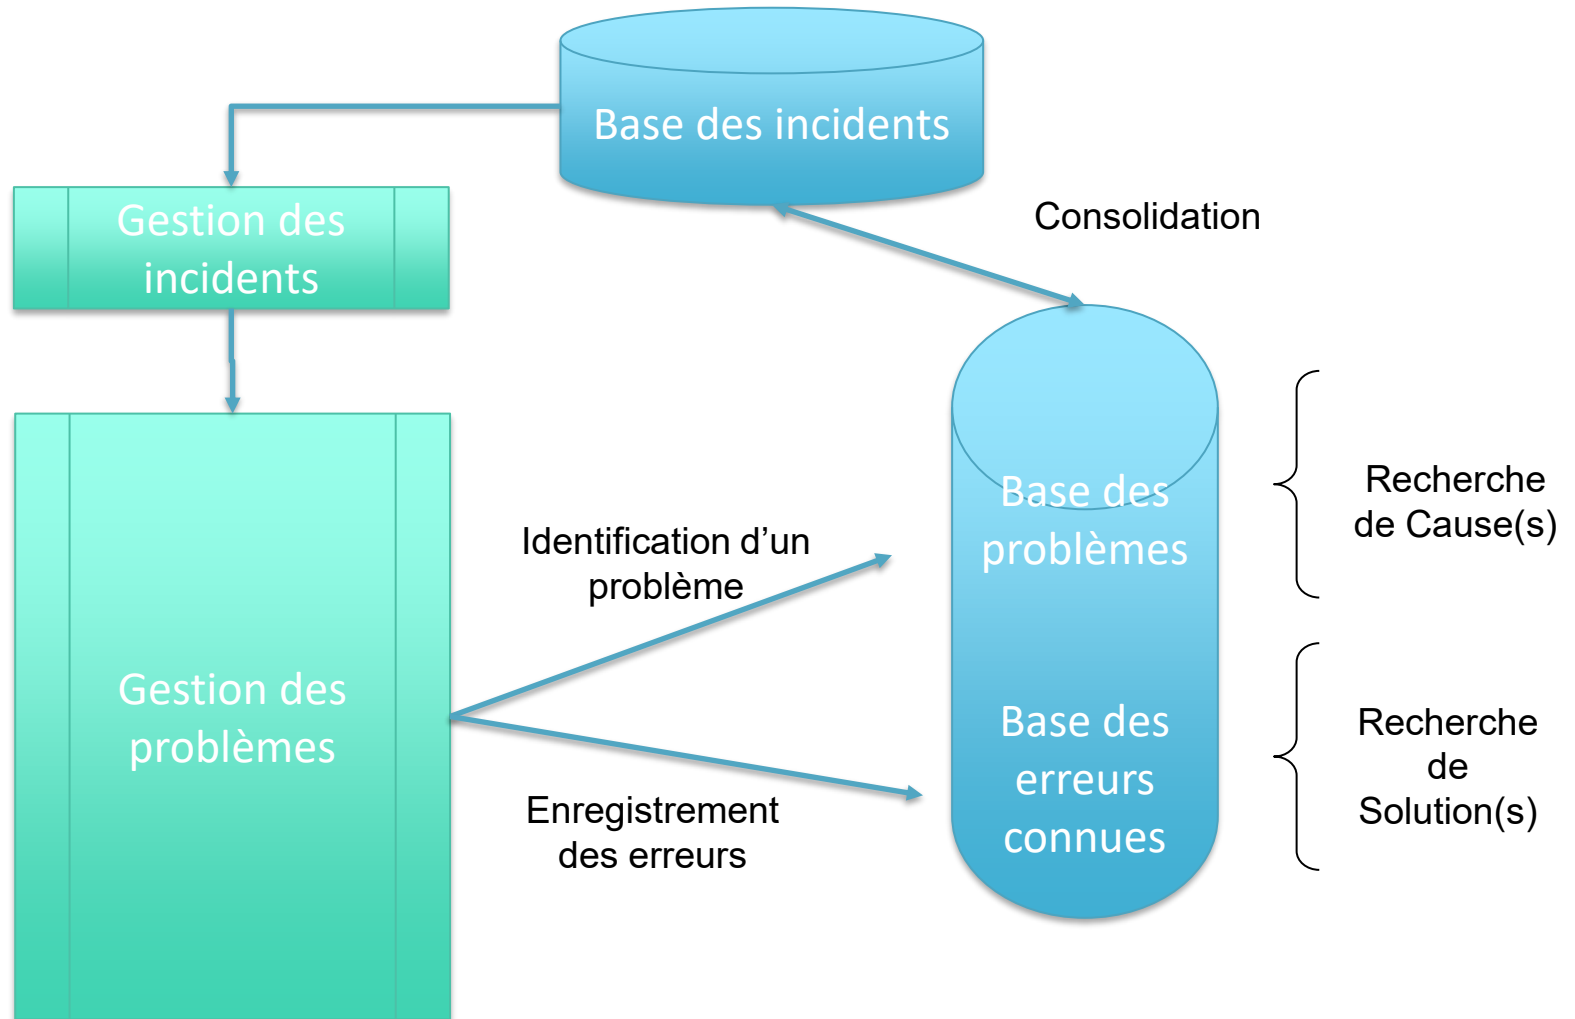 Base des incidents
Gestion des
incidents
Consolidation
Recherche
de Cause(s)
Base des
problèmes
Identification d’un
problème
Gestion des
problèmes
Base des
erreurs
connues
Recherche
de
Solution(s)
Enregistrement
des erreurs